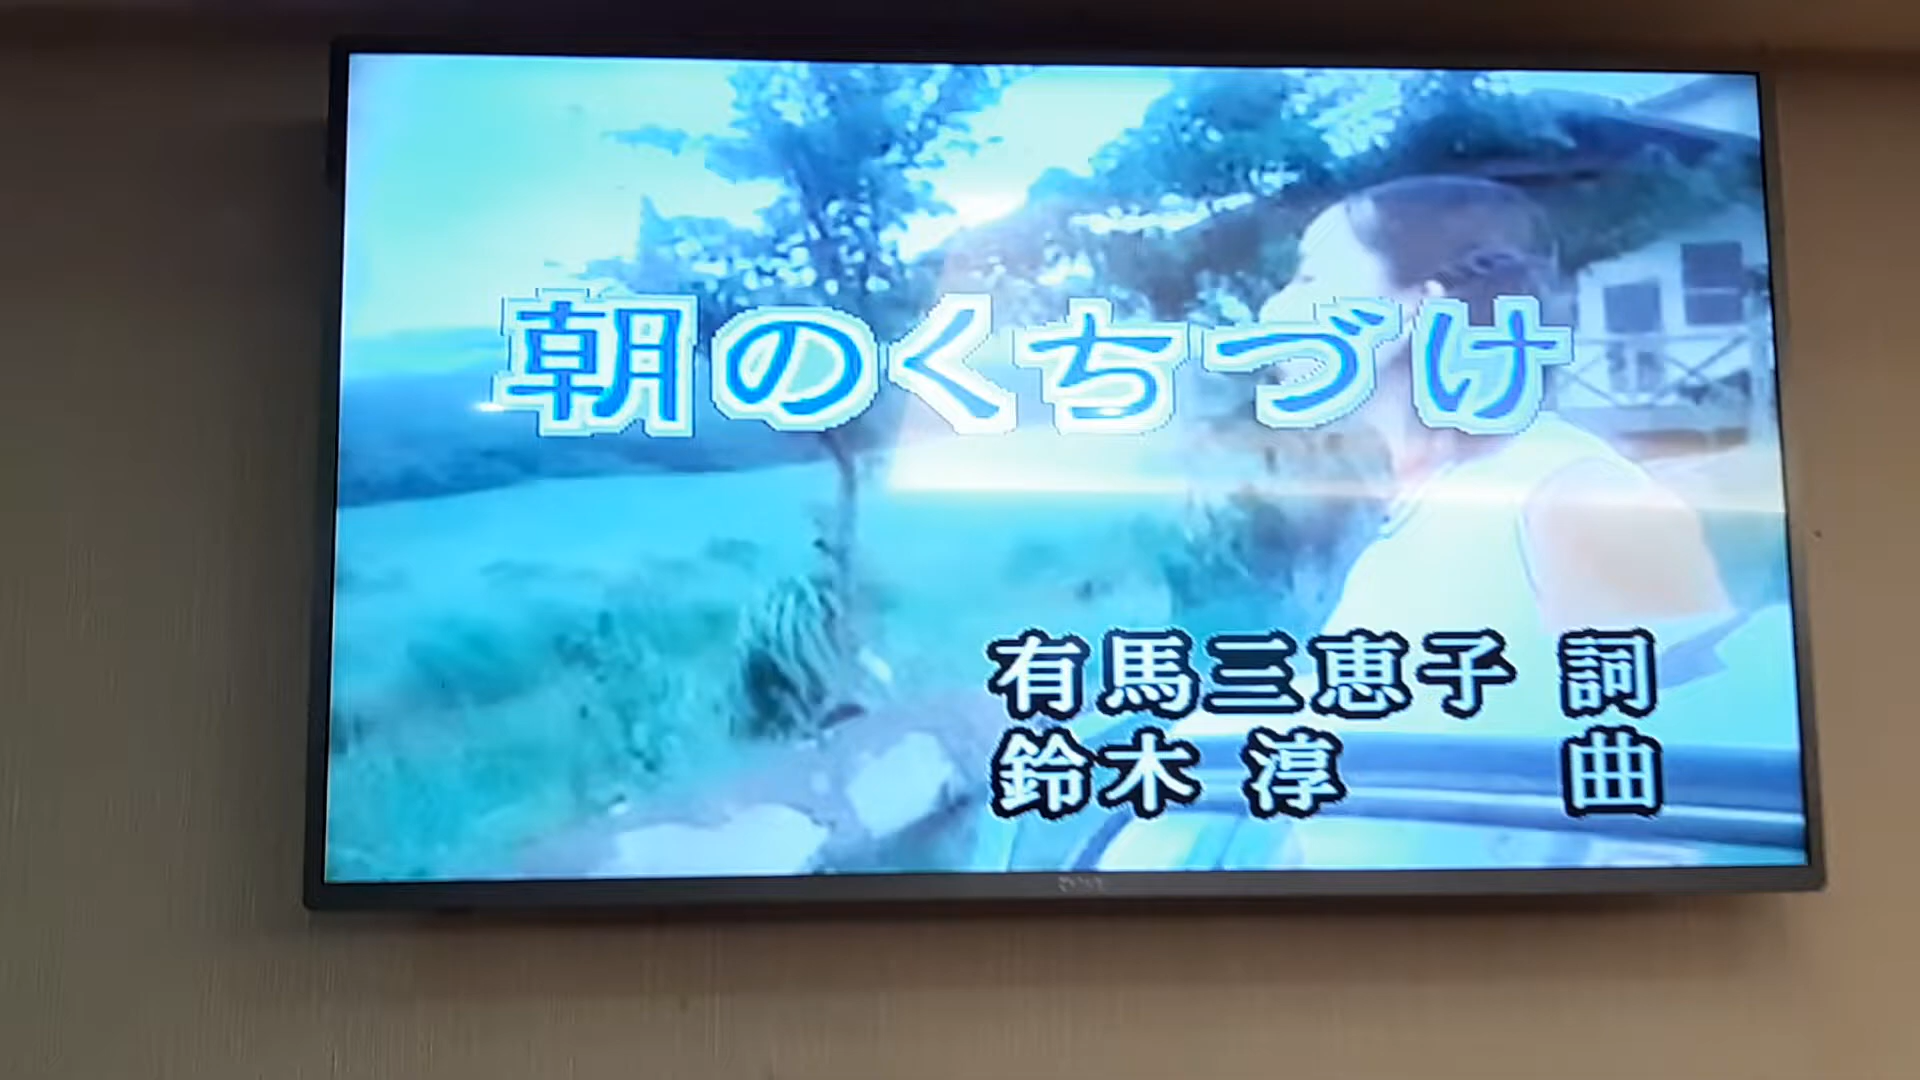 朝のくちづけ
有馬三恵子 詞
鈴木 淳 曲